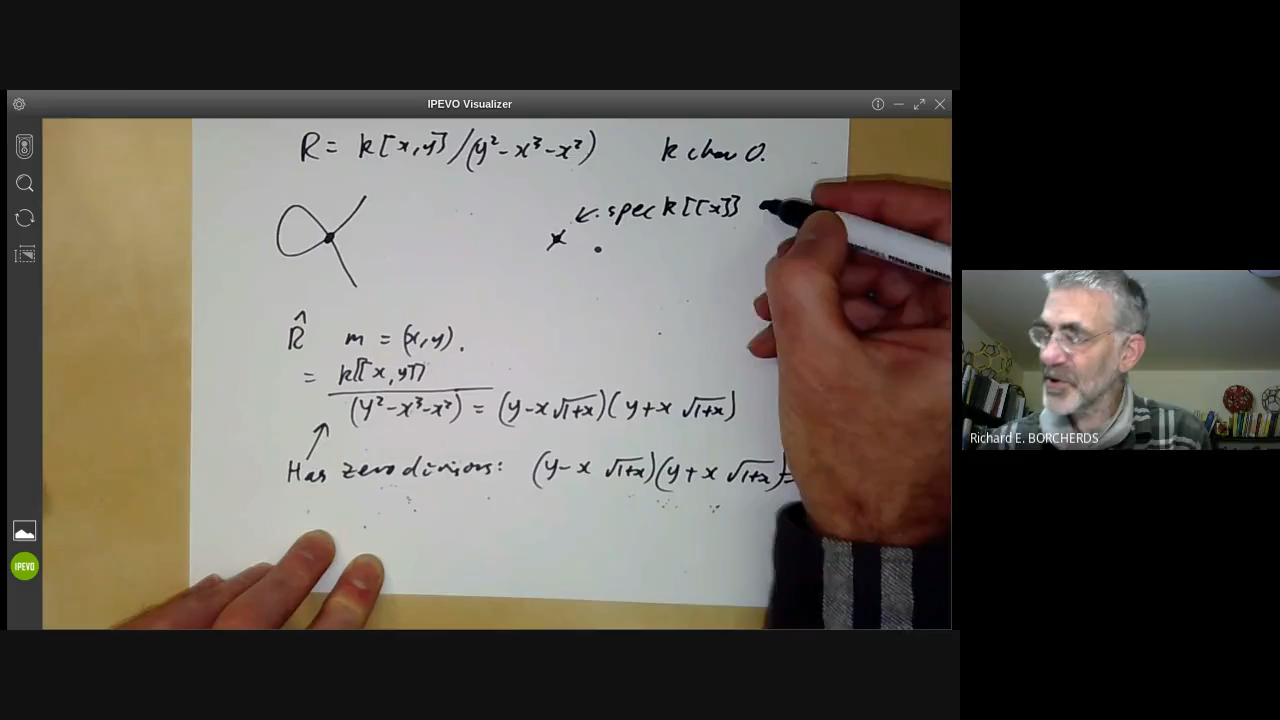 IPEVO Visualizer
R = k[x,y]/(y²-x³-x²) k char 0.
↙ spec k[[x]]
R̂ m = (x,y).
= k[[x,y]]
(y²-x³-x²) = (y-x√1+x)(y+x√1+x)
Has zero divisors: (y-x√1+x)(y+x√1+x)=
Richard E. BORCHERDS
IPEVO